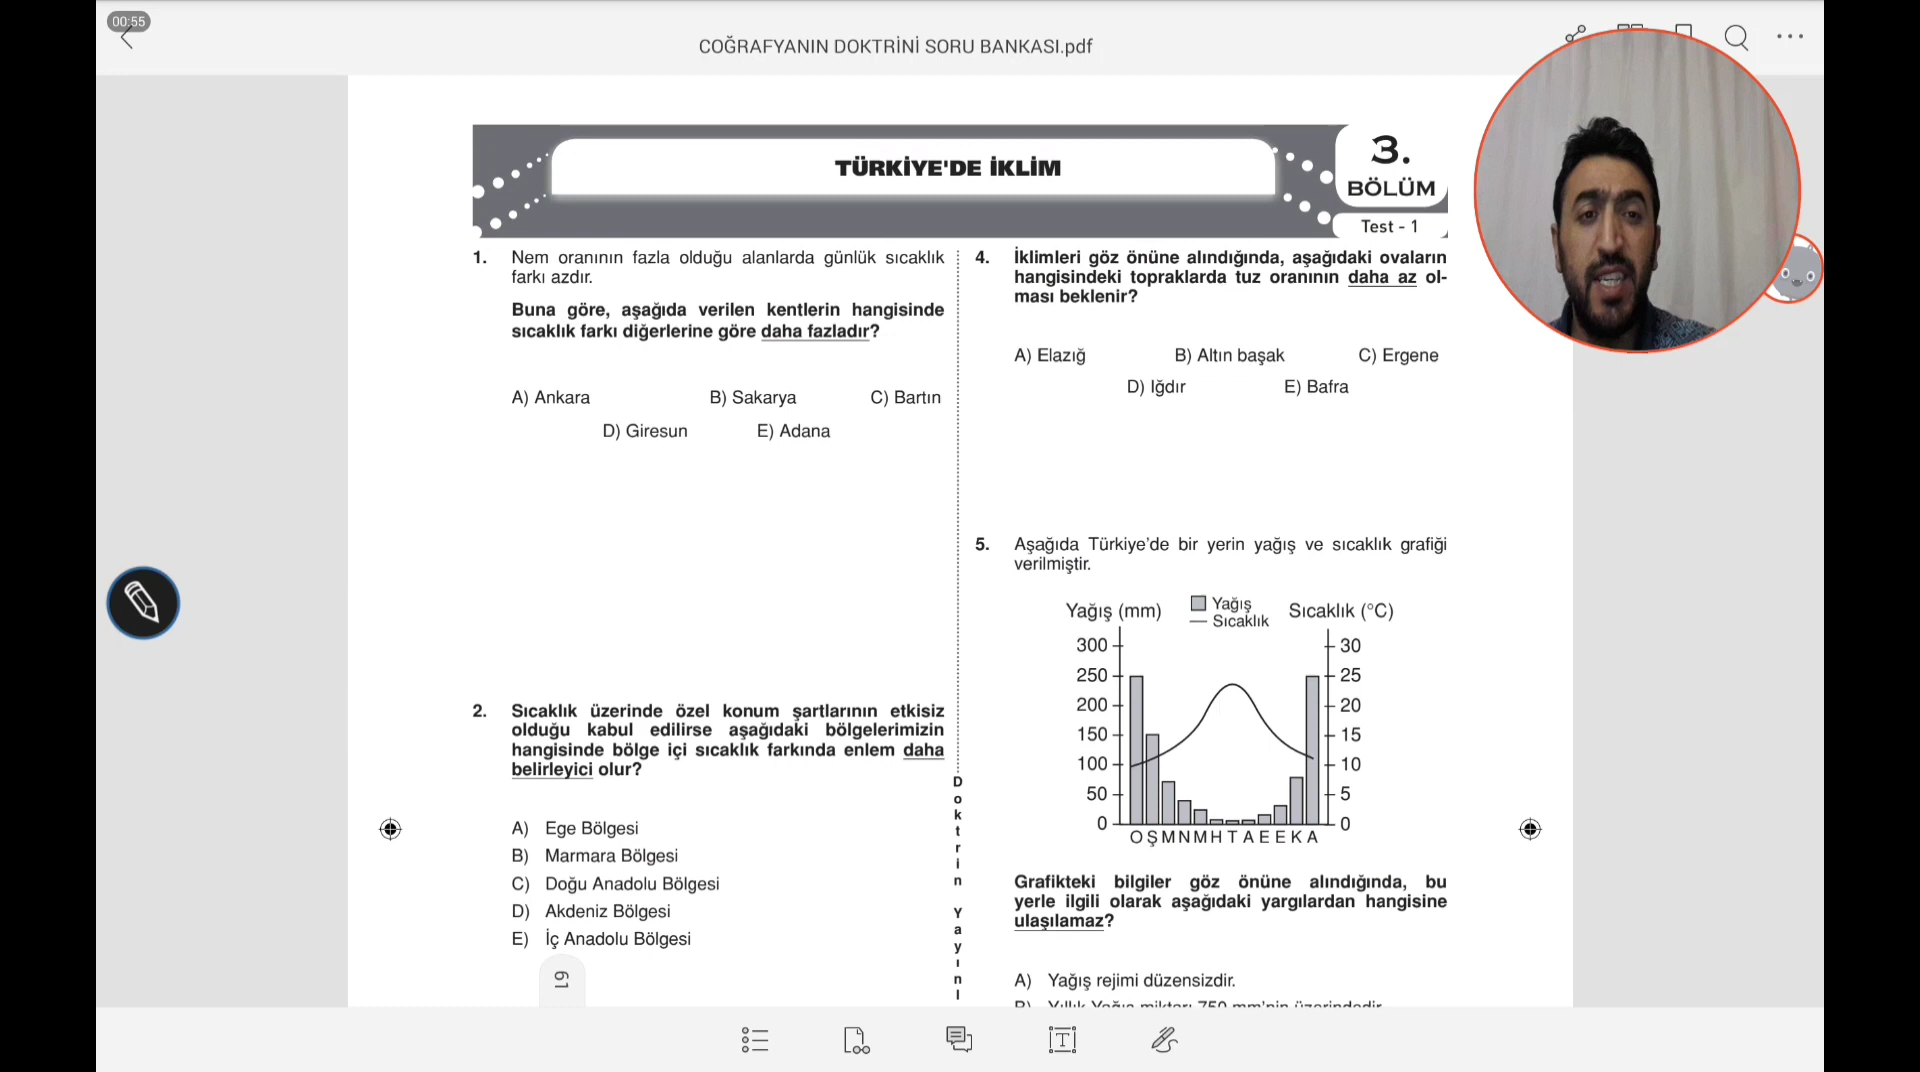 00:55
COĞRAFYANIN DOKTRİNİ SORU BANKASI.pdf
TÜRKİYE'DE İKLİM
3.
BÖLÜM
Test - 1
1. Nem oranının fazla olduğu alanlarda günlük sıcaklık
farkı azdır.
Buna göre, aşağıda verilen kentlerin hangisinde
sıcaklık farkı diğerlerine göre daha fazladır?
A) Ankara B) Sakarya C) Bartın
D) Giresun E) Adana
2. Sıcaklık üzerinde özel konum şartlarının etkisiz
olduğu kabul edilirse aşağıdaki bölgelerimizin
hangisinde bölge içi sıcaklık farkında enlem daha
belirleyici olur?
A) Ege Bölgesi
B) Marmara Bölgesi
C) Doğu Anadolu Bölgesi
D) Akdeniz Bölgesi
E) İç Anadolu Bölgesi
61
Doktrin Yayınl
4. İklimleri göz önüne alındığında, aşağıdaki ovaların
hangisindeki topraklarda tuz oranının daha az ol-
ması beklenir?
A) Elazığ B) Altın başak C) Ergene
D) Iğdır E) Bafra
5. Aşağıda Türkiye'de bir yerin yağış ve sıcaklık grafiği
verilmiştir.
Yağış (mm) Yağış Sıcaklık (°C)
Sıcaklık
300 30
250 25
200 20
150 15
100 10
50 5
0 0
O Ş M N M H T A E E K A
Grafikteki bilgiler göz önüne alındığında, bu
yerle ilgili olarak aşağıdaki yargılardan hangisine
ulaşılamaz?
A) Yağış rejimi düzensizdir.
B) Yıllık Yağış miktarı 750 mm'nin üzerindedir.